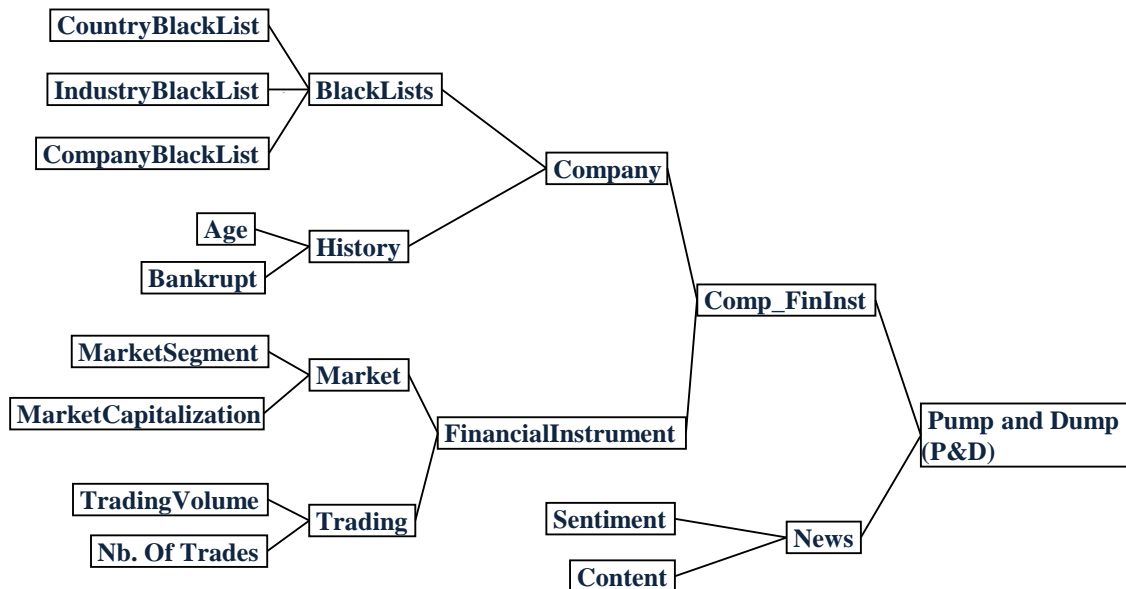 CountryBlackList
IndustryBlackList
BlackLists
CompanyBlackList
Company
Age
History
Bankrupt
Comp_FinInst
MarketSegment
Market
MarketCapitalization
FinancialInstrument
Pump and Dump
(P&D)
TradingVolume
Trading
Nb. Of Trades
Sentiment
News
Content